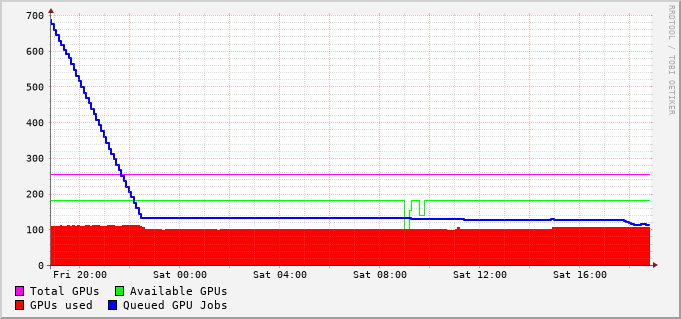 700
600
500
400
300
200
100
0
Fri 20:00 Sat 00:00 Sat 04:00 Sat 08:00 Sat 12:00 Sat 16:00
Total GPUs Available GPUs
GPUs used Queued GPU Jobs
RRDTOOL / TOBI OETIKER